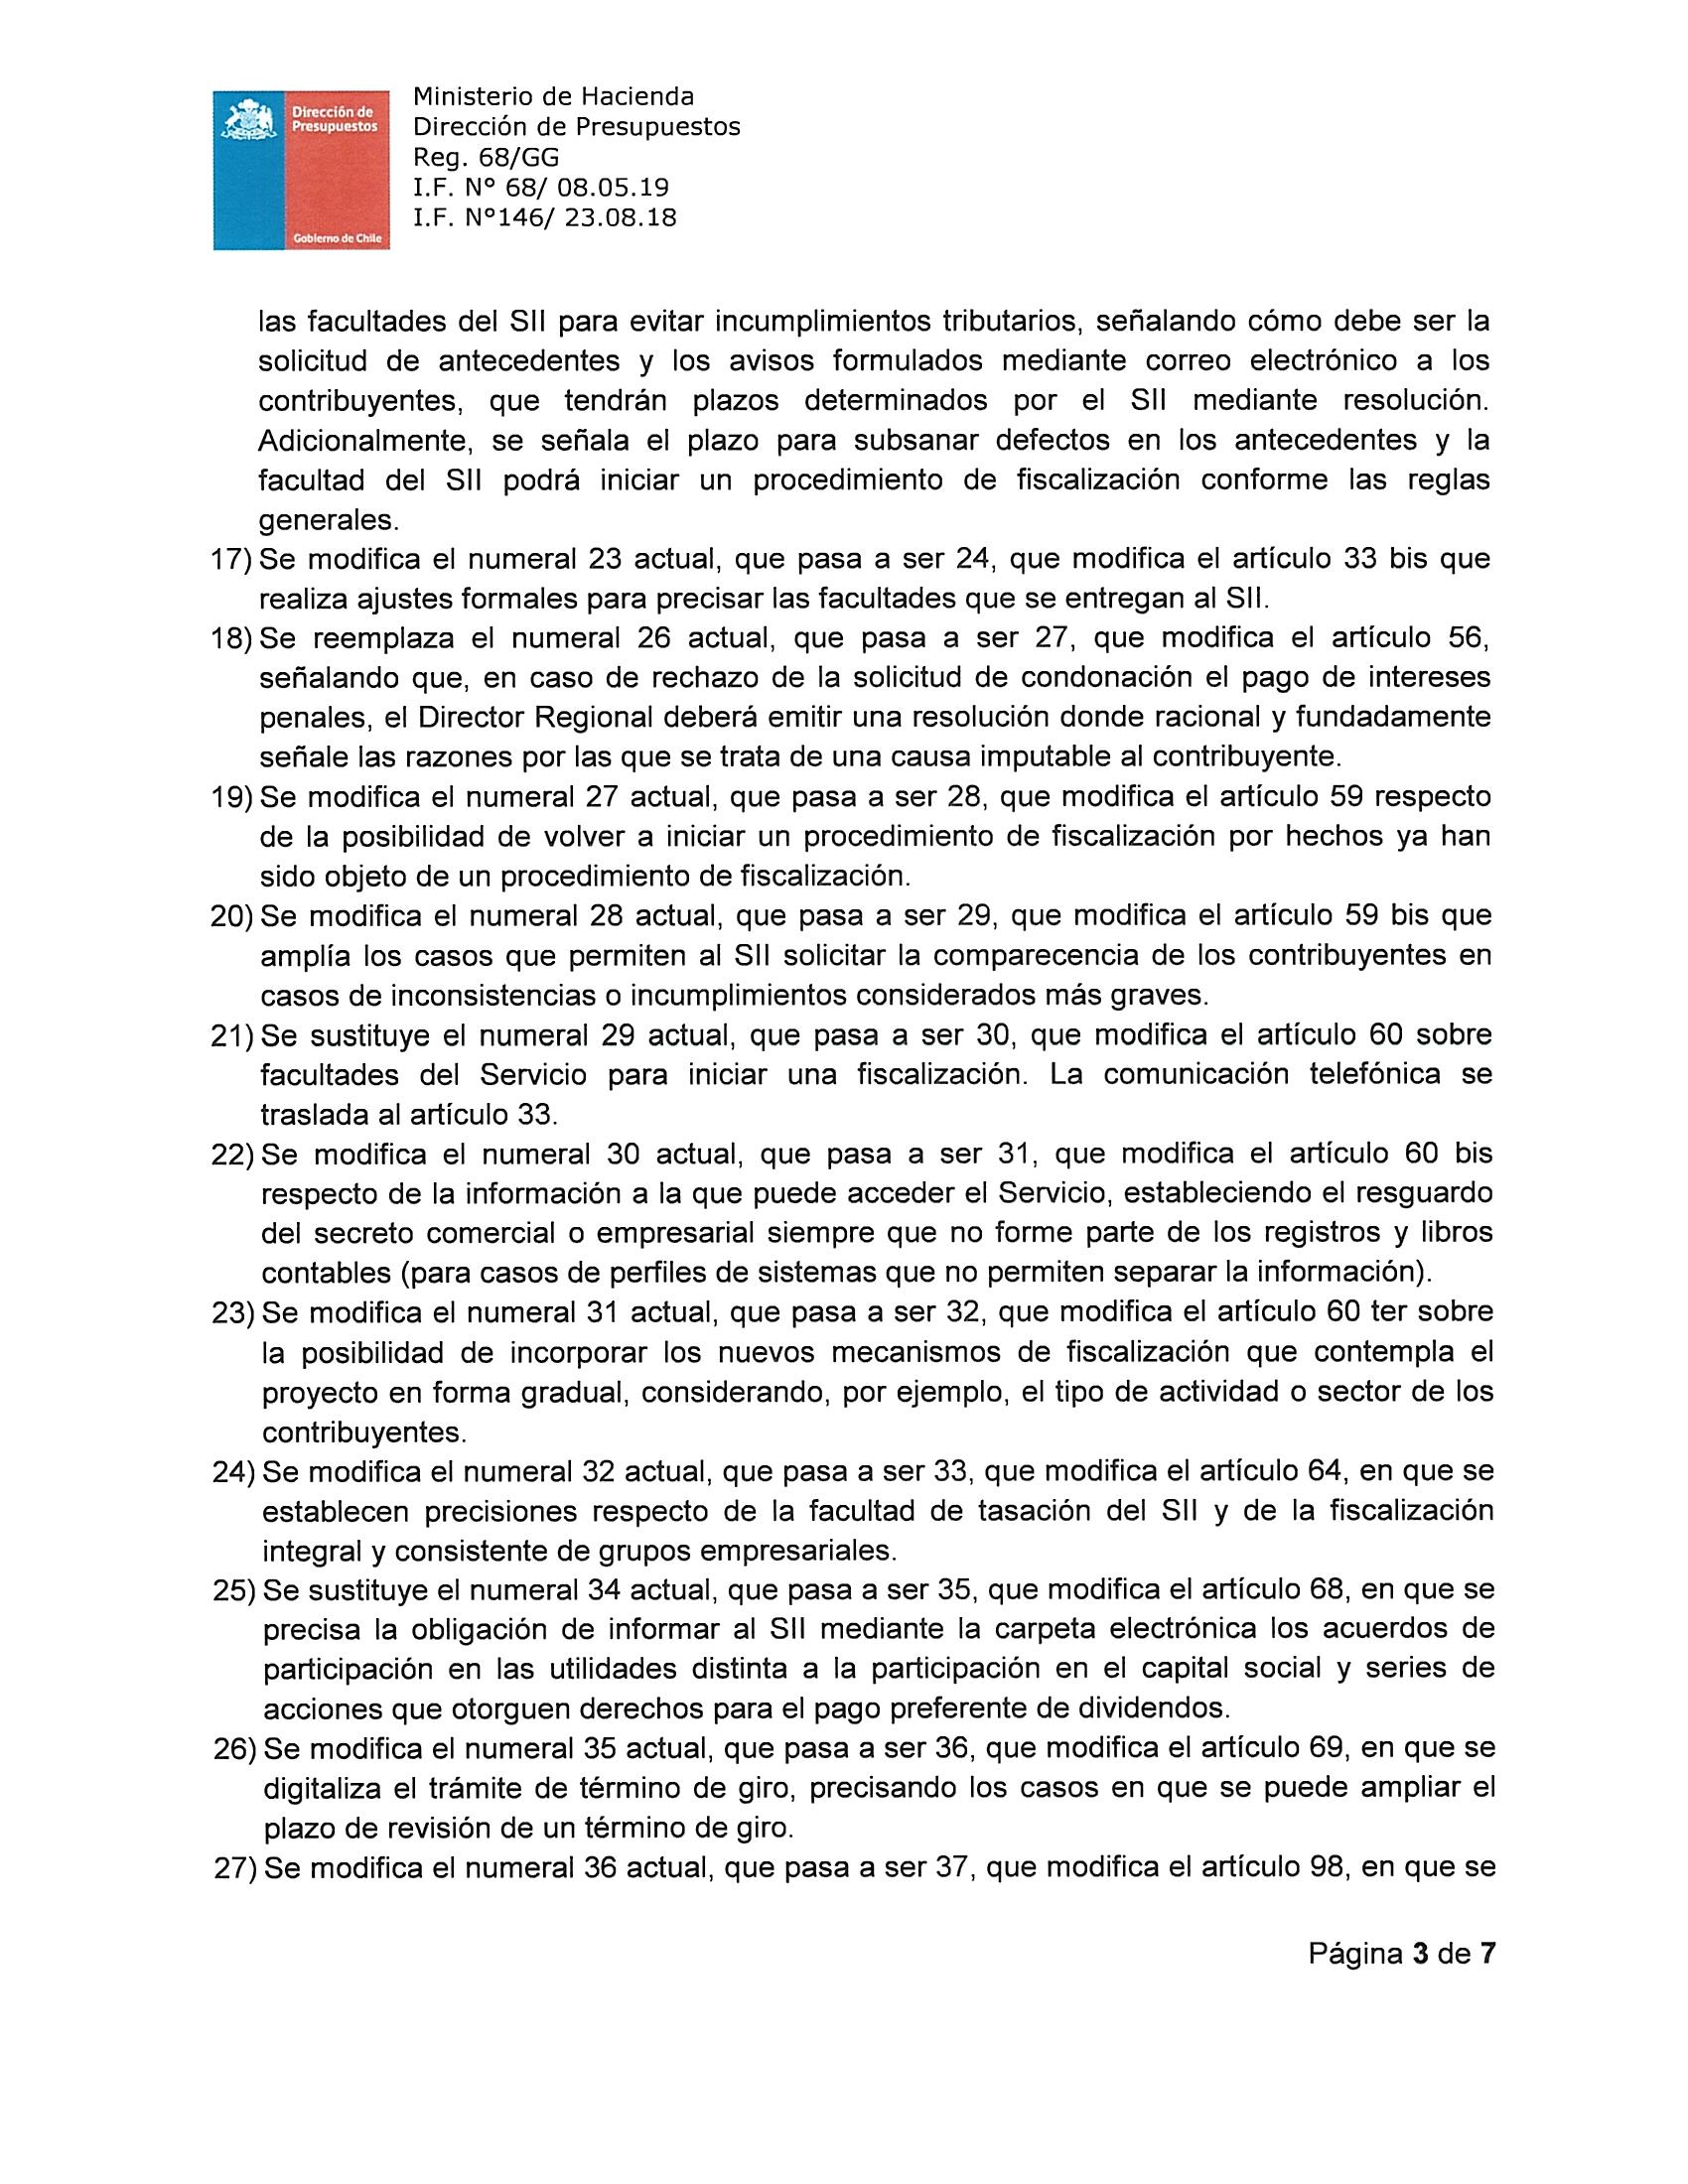 Dirección de
Presupuestos
Gobierno de Chile
Ministerio de Hacienda
Dirección de Presupuestos
Reg. 68/GG
I.F. N° 68/ 08.05.19
I.F. N°146/ 23.08.18
las facultades del SII para evitar incumplimientos tributarios, señalando cómo debe ser la
solicitud de antecedentes y los avisos formulados mediante correo electrónico a los
contribuyentes, que tendrán plazos determinados por el SII mediante resolución.
Adicionalmente, se señala el plazo para subsanar defectos en los antecedentes y la
facultad del SII podrá iniciar un procedimiento de fiscalización conforme las reglas
generales.
17) Se modifica el numeral 23 actual, que pasa a ser 24, que modifica el artículo 33 bis que
realiza ajustes formales para precisar las facultades que se entregan al SII.
18) Se reemplaza el numeral 26 actual, que pasa a ser 27, que modifica el artículo 56,
señalando que, en caso de rechazo de la solicitud de condonación el pago de intereses
penales, el Director Regional deberá emitir una resolución donde racional y fundadamente
señale las razones por las que se trata de una causa imputable al contribuyente.
19) Se modifica el numeral 27 actual, que pasa a ser 28, que modifica el artículo 59 respecto
de la posibilidad de volver a iniciar un procedimiento de fiscalización por hechos ya han
sido objeto de un procedimiento de fiscalización.
20) Se modifica el numeral 28 actual, que pasa a ser 29, que modifica el artículo 59 bis que
amplía los casos que permiten al SII solicitar la comparecencia de los contribuyentes en
casos de inconsistencias o incumplimientos considerados más graves.
21) Se sustituye el numeral 29 actual, que pasa a ser 30, que modifica el artículo 60 sobre
facultades del Servicio para iniciar una fiscalización. La comunicación telefónica se
traslada al artículo 33.
22) Se modifica el numeral 30 actual, que pasa a ser 31, que modifica el artículo 60 bis
respecto de la información a la que puede acceder el Servicio, estableciendo el resguardo
del secreto comercial o empresarial siempre que no forme parte de los registros y libros
contables (para casos de perfiles de sistemas que no permiten separar la información).
23) Se modifica el numeral 31 actual, que pasa a ser 32, que modifica el artículo 60 ter sobre
la posibilidad de incorporar los nuevos mecanismos de fiscalización que contempla el
proyecto en forma gradual, considerando, por ejemplo, el tipo de actividad o sector de los
contribuyentes.
24) Se modifica el numeral 32 actual, que pasa a ser 33, que modifica el artículo 64, en que se
establecen precisiones respecto de la facultad de tasación del SII y de la fiscalización
integral y consistente de grupos empresariales.
25) Se sustituye el numeral 34 actual, que pasa a ser 35, que modifica el artículo 68, en que se
precisa la obligación de informar al SII mediante la carpeta electrónica los acuerdos de
participación en las utilidades distinta a la participación en el capital social y series de
acciones que otorguen derechos para el pago preferente de dividendos.
26) Se modifica el numeral 35 actual, que pasa a ser 36, que modifica el artículo 69, en que se
digitaliza el trámite de término de giro, precisando los casos en que se puede ampliar el
plazo de revisión de un término de giro.
27) Se modifica el numeral 36 actual, que pasa a ser 37, que modifica el artículo 98, en que se
Página 3 de 7